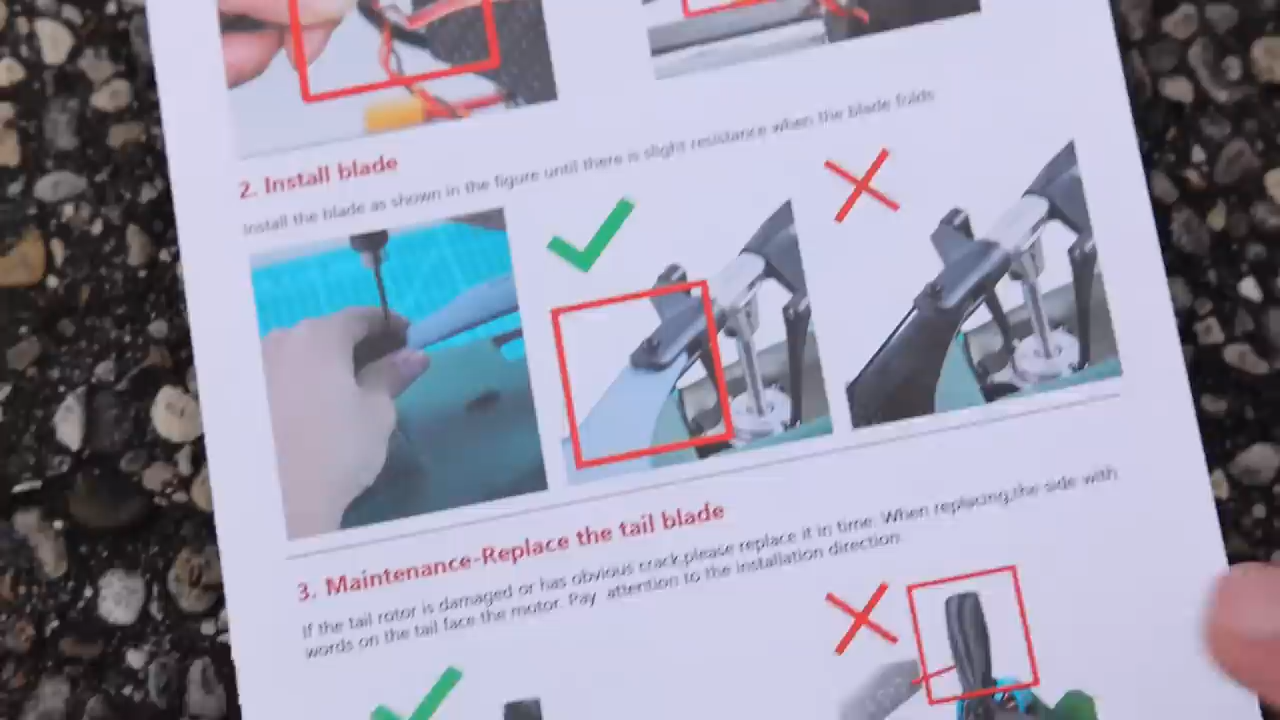 2. Install blade
Install the blade as shown in the figure until there is slight resistance when the blade folds
3. Maintenance-Replace the tail blade
If the tail rotor is damaged or has obvious crack,please replace it in time. When replacing,the side with
words on the tail face the motor. Pay attention to the installation direction.